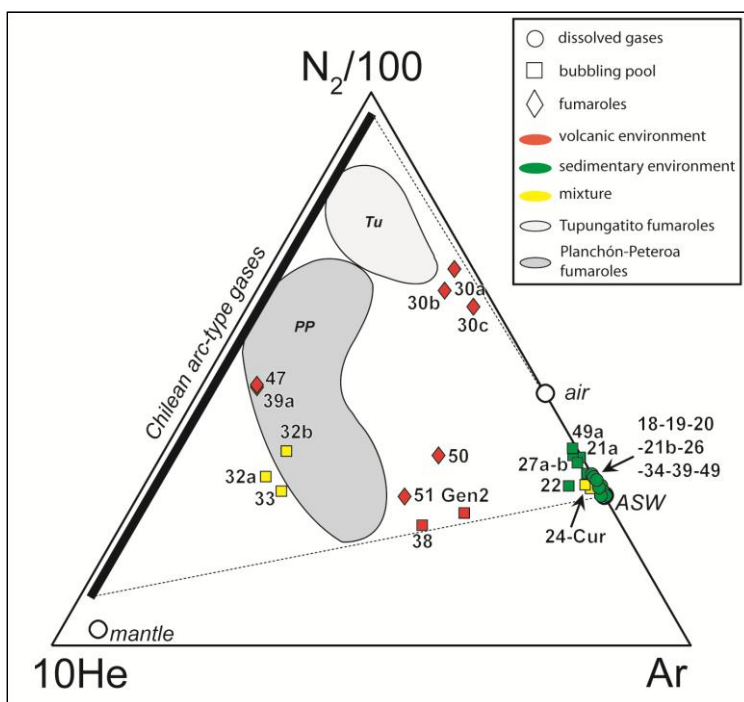 N2/100
dissolved gases
bubbling pool
fumaroles
volcanic environment
sedimentary environment
mixture
Tupungatito fumaroles
Planchón-Peteroa
fumaroles
Chilean arc-type gases
Tu
30a
30b
30c
PP
47
39a
32b
32a
33
50
51 Gen2
38
air
49a
21a
27a-b
22
18-19-20
-21b-26
-34-39-49
ASW
24-Cur
mantle
10He
Ar